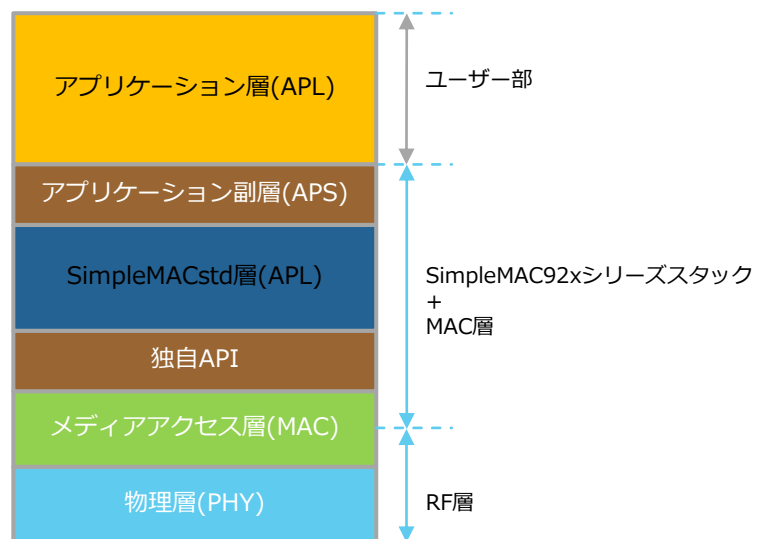 アプリケーション層(APL)
ユーザー部
アプリケーション副層(APS)
SimpleMACstd層(APL)
SimpleMAC92xシリーズスタック
+
MAC層
独自API
メディアアクセス層(MAC)
物理層(PHY)
RF層